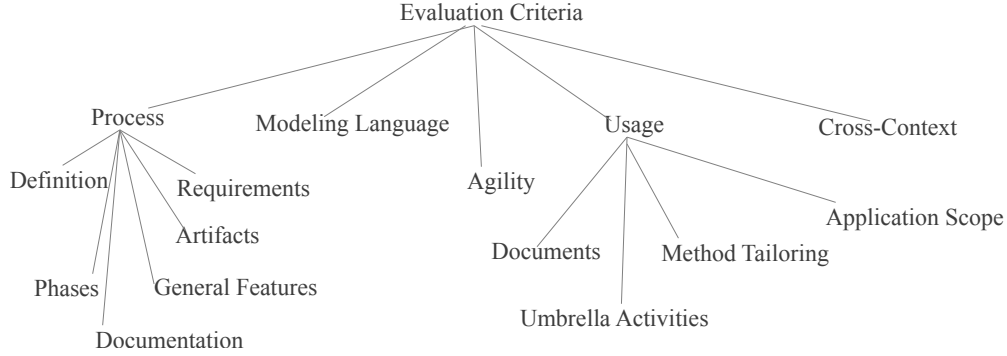 Evaluation Criteria
Process
Modeling Language
Usage
Cross-Context
Definition
Requirements
Agility
Artifacts
Application Scope
Documents
Method Tailoring
Phases
General Features
Umbrella Activities
Documentation